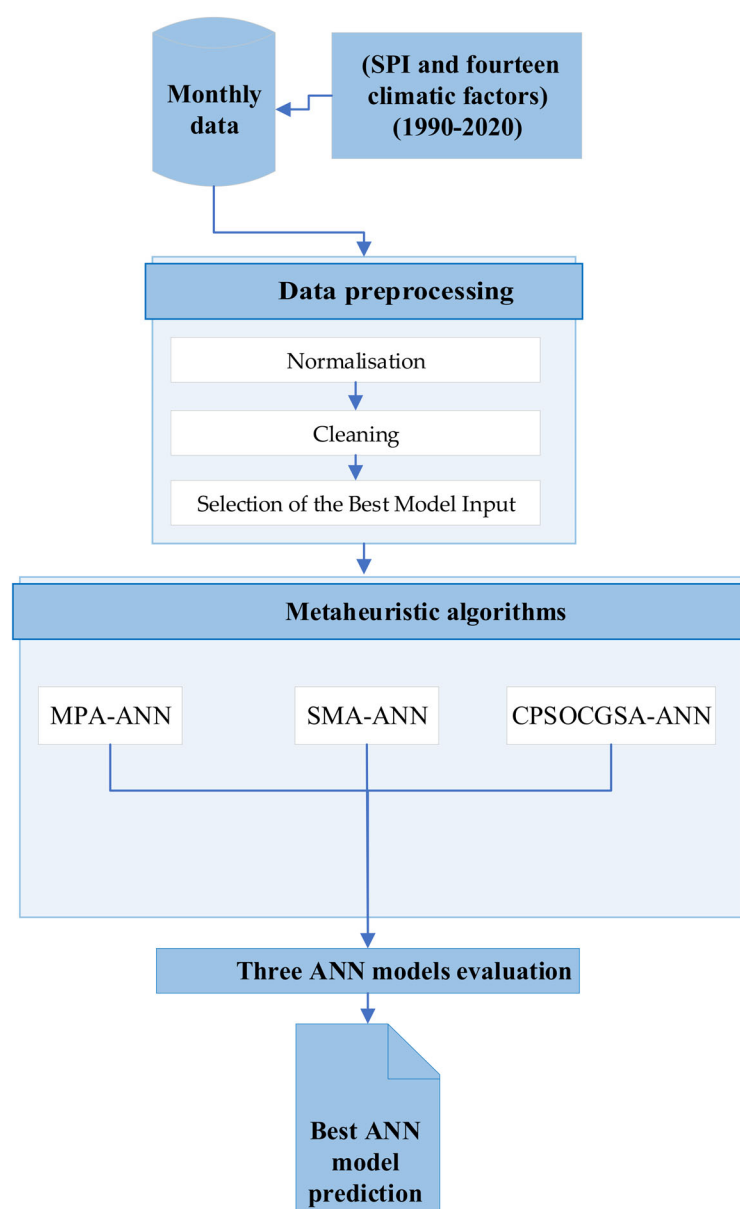 Monthly
data
(SPI and fourteen
climatic factors)
(1990-2020)
Data preprocessing
Normalisation
Cleaning
Selection of the Best Model Input
Metaheuristic algorithms
MPA-ANN
SMA-ANN
CPSOCGSA-ANN
Three ANN models evaluation
Best ANN
model
prediction